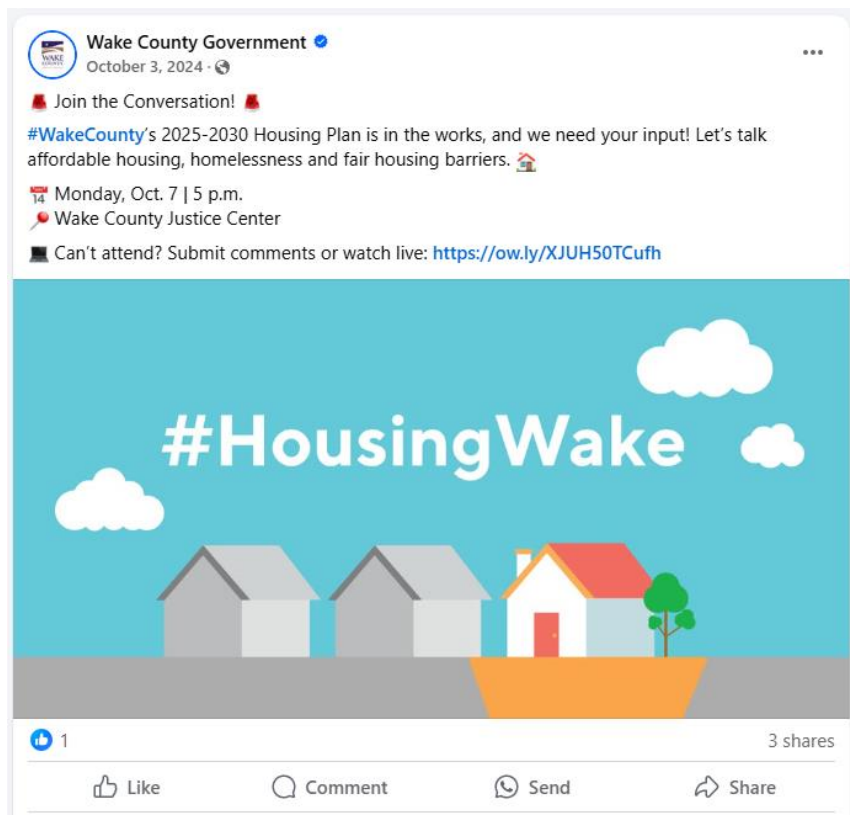 Wake County Government
October 3, 2024 ·
Join the Conversation!
#WakeCounty's 2025-2030 Housing Plan is in the works, and we need your input! Let's talk
affordable housing, homelessness and fair housing barriers.
14 Monday, Oct. 7 | 5 p.m.
Wake County Justice Center
Can't attend? Submit comments or watch live: https://ow.ly/XJUH50TCufh
#HousingWake
1
3 shares
Like
Comment
Send
Share